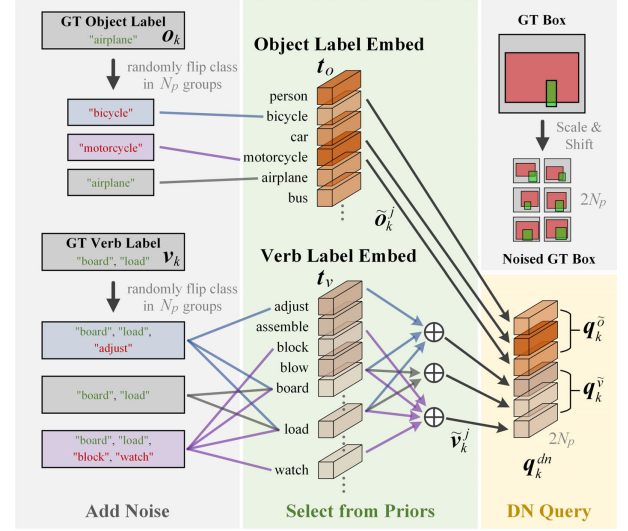 GT Object Label
"airplane" o_k
randomly flip class
in N_p groups
"bicycle"
"motorcycle"
"airplane"
GT Verb Label
"board", "load" v_k
randomly flip class
in N_p groups
"board", "load",
"adjust"
"board", "load"
"board", "load",
"block", "watch"
Add Noise
Object Label Embed
t_o
person
bicycle
car
motorcycle
airplane
bus
õ_k^j
Verb Label Embed
t_v
adjust
assemble
block
blow
board
load
watch
ṽ_k^j
Select from Priors
GT Box
Scale &
Shift
2N_p
Noised GT Box
q_k^õ
q_k^ṽ
2N_p
q_k^dn
DN Query